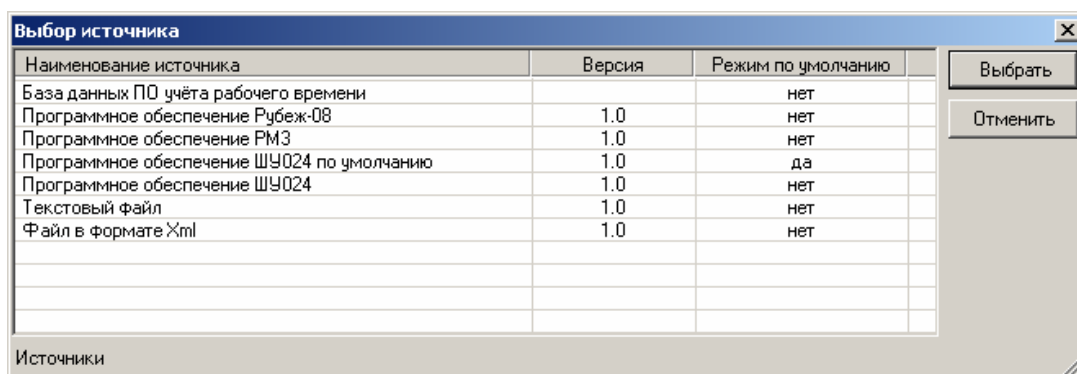 Выбор источника
Наименование источника Версия Режим по умолчанию Выбрать
База данных ПО учёта рабочего времени нет
Программное обеспечение Рубеж-08 1.0 нет Отменить
Программное обеспечение РМЗ 1.0 нет
Программное обеспечение ШУ024 по умолчанию 1.0 да
Программное обеспечение ШУ024 1.0 нет
Текстовый файл 1.0 нет
Файл в формате Xml 1.0 нет
Источники